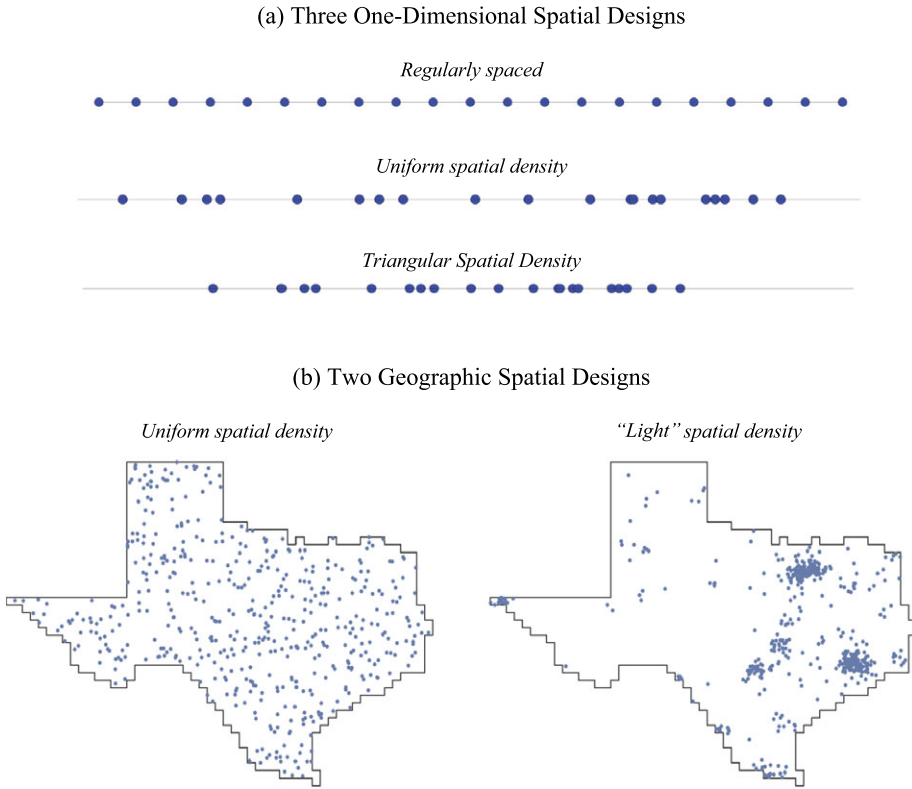 (a) Three One-Dimensional Spatial Designs
Regularly spaced
Uniform spatial density
Triangular Spatial Density
(b) Two Geographic Spatial Designs
Uniform spatial density
“Light” spatial density